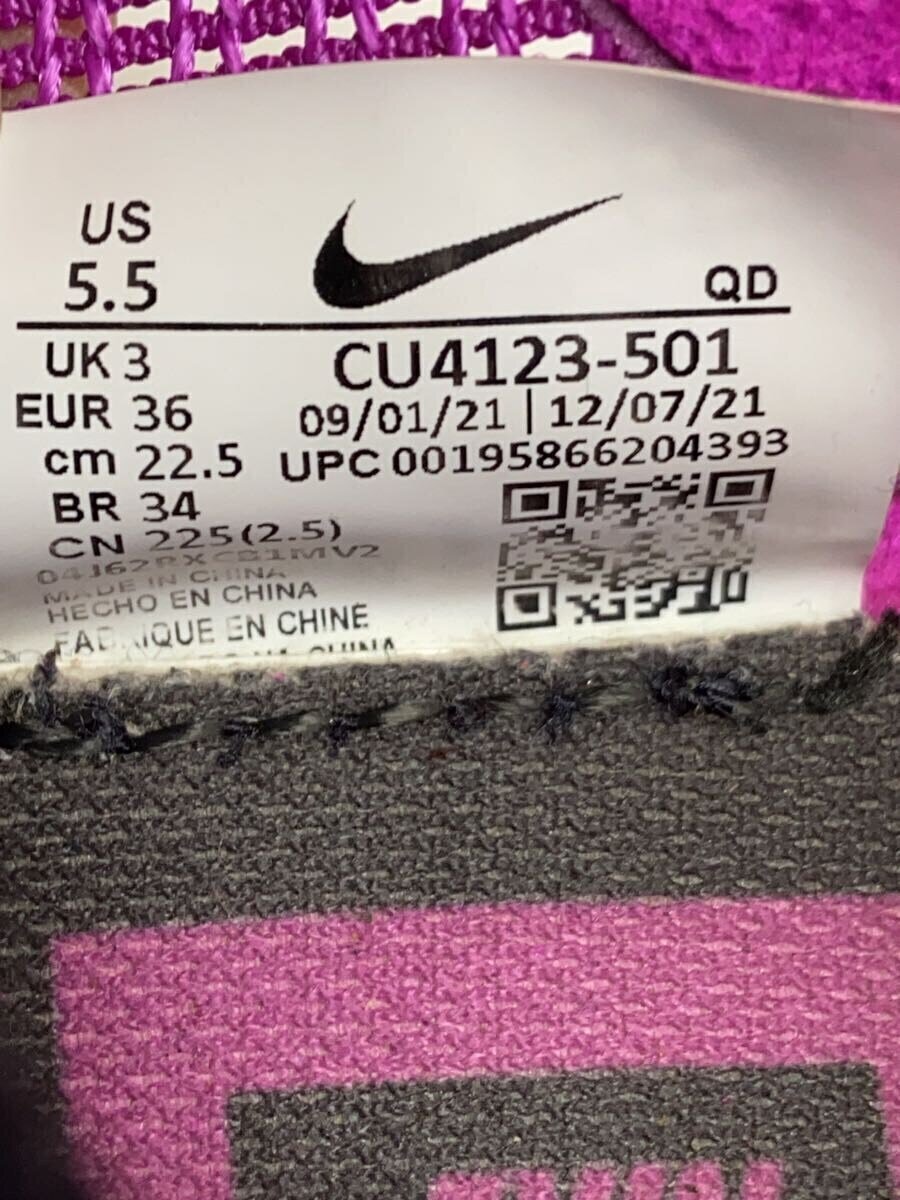 US
5.5
QD
UK 3
CU4123-501
EUR 36
09/01/21 | 12/07/21
cm 22.5
UPC 00195866204393
BR 34
CN 225(2.5)
MADE IN CHINA
HECHO EN CHINA
EN CHINE
CHINA